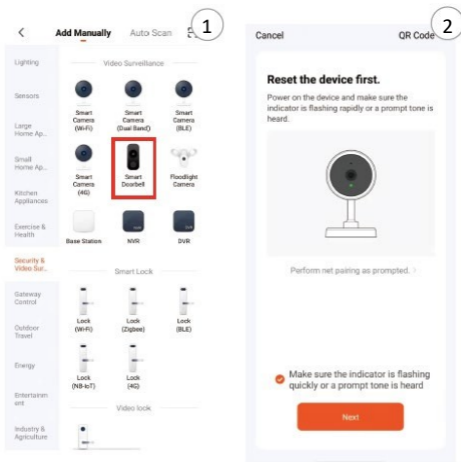 1
Add Manually Auto Scan
Lighting
Sensors
Large
Home Ap...
Small
Home Ap...
Kitchen
Appliances
Exercise &
Health
Security &
Video Sur...
Gateway
Control
Outdoor
Travel
Energy
Entertainm
ent
Industry &
Agriculture
Video Surveillance
Smart
Camera
(Wi-Fi)
Smart
Camera
(Dual Band)
Smart
Camera
(BLE)
Smart
Camera
(4G)
Smart
Doorbell
Floodlight
Camera
Base Station
NVR
DVR
Smart Lock
Lock
(Wi-Fi)
Lock
(Zigbee)
Lock
(BLE)
Lock
(NB-IoT)
Lock
(4G)
Video look
2
Cancel QR Code
Reset the device first.
Power on the device and make sure the
indicator is flashing rapidly or a prompt tone is
heard.
Perform net pairing as prompted.
Make sure the indicator is flashing
quickly or a prompt tone is heard
Next